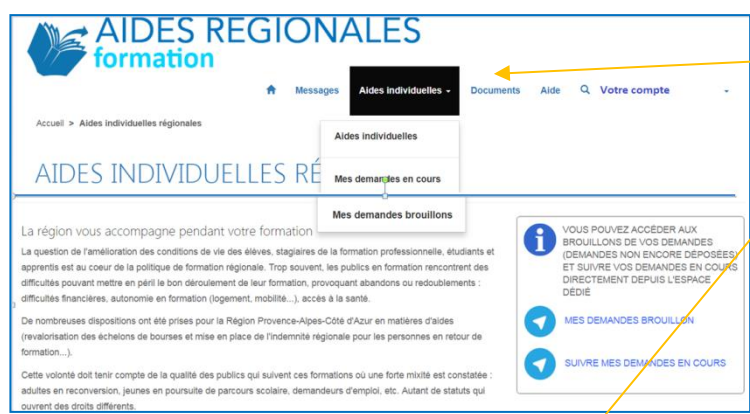 AIDES REGIONALES
formation
Messages Aides individuelles Documents Aide Votre compte
Accueil > Aides individuelles régionales
Aides individuelles
AIDES INDIVIDUELLES RÉ
Mes demandes en cours
Mes demandes brouillons
La région vous accompagne pendant votre formation
La question de l'amélioration des conditions de vie des élèves, stagiaires de la formation professionnelle, étudiants et
apprentis est au coeur de la politique de formation régionale. Trop souvent, les publics en formation rencontrent des
difficultés pouvant mettre en péril le bon déroulement de leur formation, provoquant abandons ou redoublements :
difficultés financières, autonomie en formation (logement, mobilité...), accès à la santé.
De nombreuses dispositions ont été prises pour la Région Provence-Alpes-Côte d'Azur en matières d'aides
(revalorisation des échelons de bourses et mise en place de l'indemnité régionale pour les personnes en retour de
formation...).
Cette volonté doit tenir compte de la qualité des publics qui suivent ces formations où une forte mixité est constatée :
adultes en reconversion, jeunes en poursuite de parcours scolaire, demandeurs d'emploi, etc. Autant de statuts qui
ouvrent des droits différents.
VOUS POUVEZ ACCÉDER AUX
BROUILLONS DE VOS DEMANDES
(DEMANDES NON ENCORE DÉPOSÉES)
ET SUIVRE VOS DEMANDES EN COURS
DIRECTEMENT DEPUIS L'ESPACE
DÉDIÉ
MES DEMANDES BROUILLON
SUIVRE MES DEMANDES EN COURS